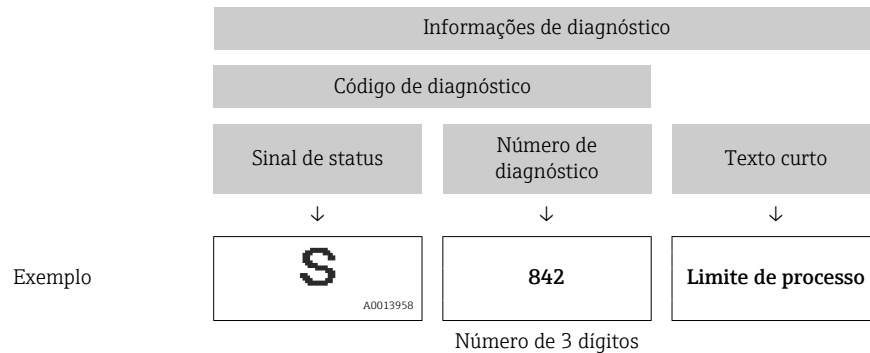 Informações de diagnóstico
Código de diagnóstico
Sinal de status
Número de
diagnóstico
Texto curto
↓ ↓ ↓
Exemplo
S
A0013958
842
Limite de processo
Número de 3 dígitos